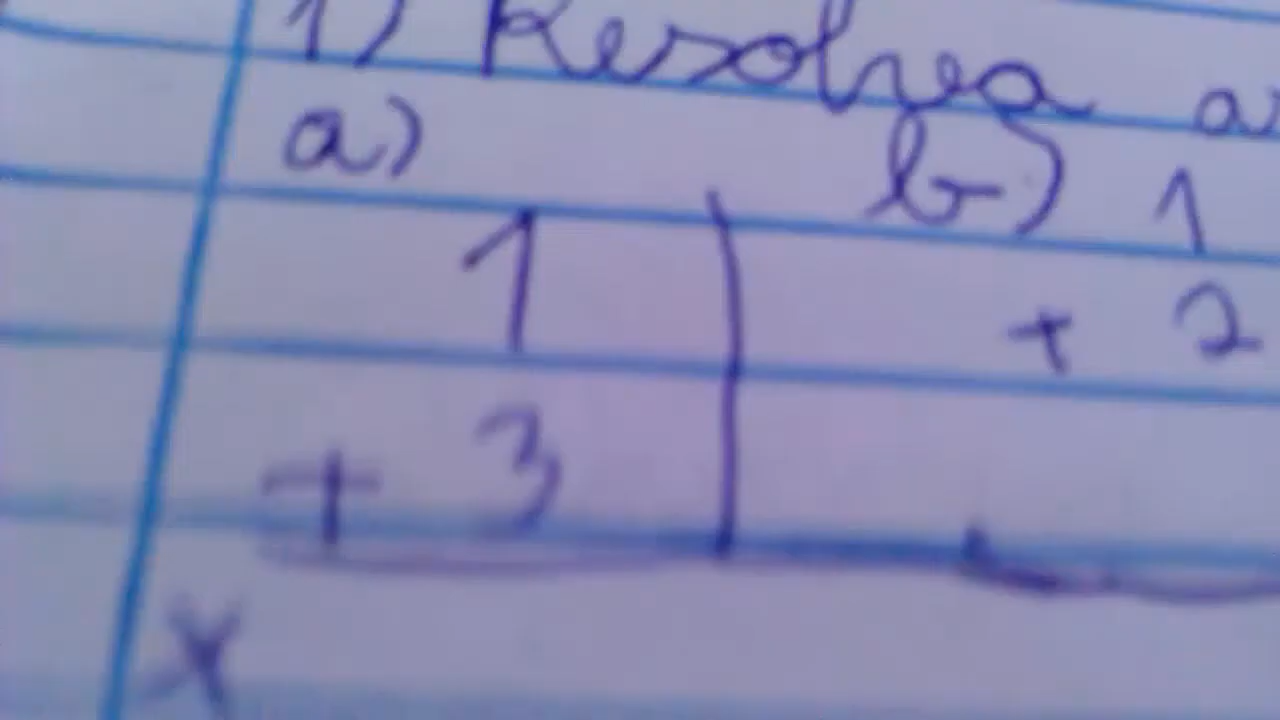 1) Resolva a
a) b) 1
1
+ 2
+ 3
X